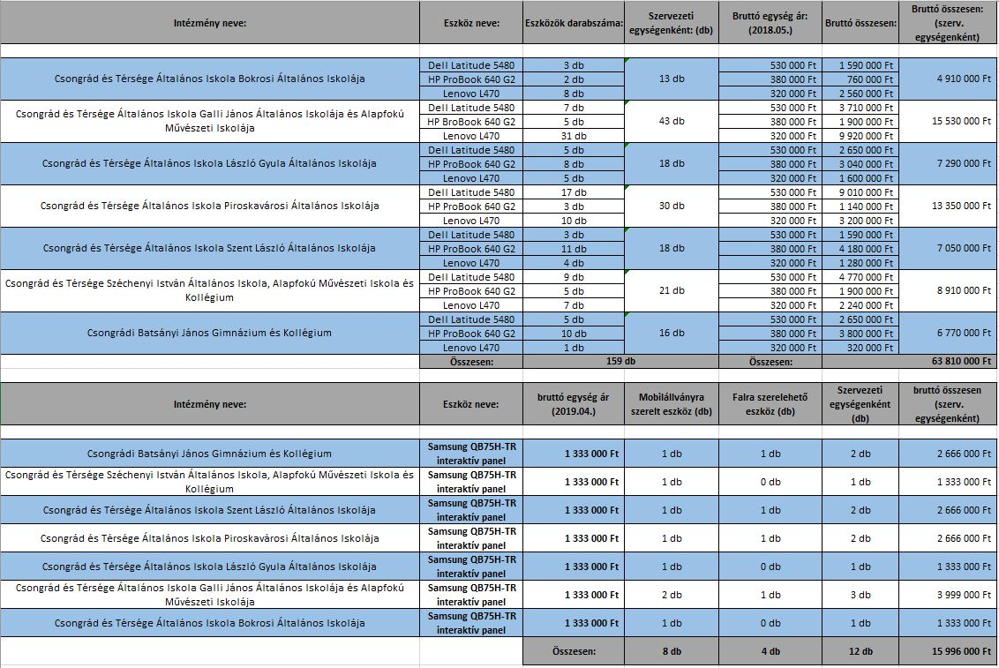 Intézmény neve: Eszköz neve: Eszközök darabszáma: Szervezeti egységenként: (db) Bruttó egység ár: (2018.05.) Bruttó összesen: Bruttó összesen: (szerv. egységenként)
Csongrád és Térsége Általános Iskola Bokrosi Általános Iskolája 13 db 4 910 000 Ft
Dell Latitude 5480 3 db 530 000 Ft 1 590 000 Ft
HP ProBook 640 G2 2 db 380 000 Ft 760 000 Ft
Lenovo L470 8 db 320 000 Ft 2 560 000 Ft
Csongrád és Térsége Általános Iskola Galli János Általános Iskolája és AlapfokúMűvészeti Iskolája 43 db 15 530 000 Ft
Dell Latitude 5480 7 db 530 000 Ft 3 710 000 Ft
HP BroBook 640 G2 5 db 380 000 Ft 1 900 000 Ft
Lenovo L470 31 db 320 000 Ft 9 920 000 Ft
Csongrád és Térsége Általános Iskola László Gyula Általános Iskolája 18 db 7 290 000 Ft
Dell Latitude 5480 5 db 530 000 Ft 2 650 000 Ft
HP ProBook 640 G2 8 db 380 000 Ft 3 040 000 Ft
Lenovo L470 5 db 320 000 Ft 1 600 000 Ft
Csongrád és Térsége Általános Iskola Piroskavárosi Általános Iskolája 30 db 13 350 000 Ft
Dell Latitude 5480 17 db 530 000 Ft 9 010 000 Ft
HP ProBook 640 G2 3 db 380 000 Ft 1 140 000 Ft
Lenovo L470 10 db 320 000 Ft 3 200 000 Ft
Csongrád és Térsége Általános Iskola Szent László Általános Iskolája 18 db 7 050 000 Ft
Dell Latitude 5480 3 db 530 000 Ft 1 590 000 Ft
HP ProBook 640 G2 11 db 380 000 Ft 4 180 000 Ft
Lenovo L470 4 db 320 000 Ft 1 280 000 Ft
Csongrád és Térsége Széchenyi István Általános Iskola, Alapfokú Művészeti Iskola és Kollégium 21 db 8 910 000 Ft
Dell Latitude 5480 9 db 530 000 Ft 4 770 000 Ft
HP ProBook 640 G2 5 db 380 000 Ft 1 900 000 Ft
Lenovo L470 7 db 320 000 Ft 2 240 000 Ft
Csongrádi Batsányi János Gimnázium és Kollégium 16 db 6 770 000 Ft
Dell Latitude 5480 5 db 530 000 Ft 2 650 000 Ft
HP ProBook 640 G2 10 db 380 000 Ft 3 800 000 Ft
Lenovo L470 1 db 320 000 Ft 320 000 Ft
Összesen: 159 db Összesen: 63 810 000 Ft
Intézmény neve: Eszköz neve: bruttó egység ár (2019.04.) Mobilállványra szerelt eszköz (db) Falra szerelehető eszköz (db) Szervezeti egységenként (db) bruttó összesen (szerv. egységenként)
Csongrádi Batsányi János Gimnázium és Kollégium Samsung QB75H-TR interaktív panel 1 333 000 Ft 1 db 1 db 2 db 2 666 000 Ft
Csongrád és Térsége Széchenyi István Általános Iskola, Alapfokú Művészeti Iskola és Kollégium Samsung QB75H-TR interaktív panel 1 333 000 Ft 1 db 0 db 1 db 1 333 000 Ft
Csongrád és Térsége Általános Iskola Szent László Általános Iskolája Samsung QB75H-TR interaktív panel 1 333 000 Ft 1 db 1 db 2 db 2 666 000 Ft
Csongrád és Térsége Általános Iskola Piroskavárosi Általános Iskolája Samsung QB75H-TR interaktív panel 1 333 000 Ft 1 db 1 db 2 db 2 666 000 Ft
Csongrád és Térsége Általános Iskola László Gyula Általános Iskolája Samsung QB75H-TR interaktív panel 1 333 000 Ft 1 db 0 db 1 db 1 333 000 Ft
Csongrád és Térsége Általános Iskola Galli János Általános Iskolája és Alapfokú Művészeti Iskolája Samsung QB75H-TR interaktív panel 1 333 000 Ft 2 db 1 db 3 db 3 999 000 Ft
Csongrád és Térsége Általános Iskola Bokrosi Általános Iskolája Samsung QB75H-TR interaktív panel 1 333 000 Ft 1 db 0 db 1 db 1 333 000 Ft
Összesen: 8 db 4 db 12 db 15 996 000 Ft